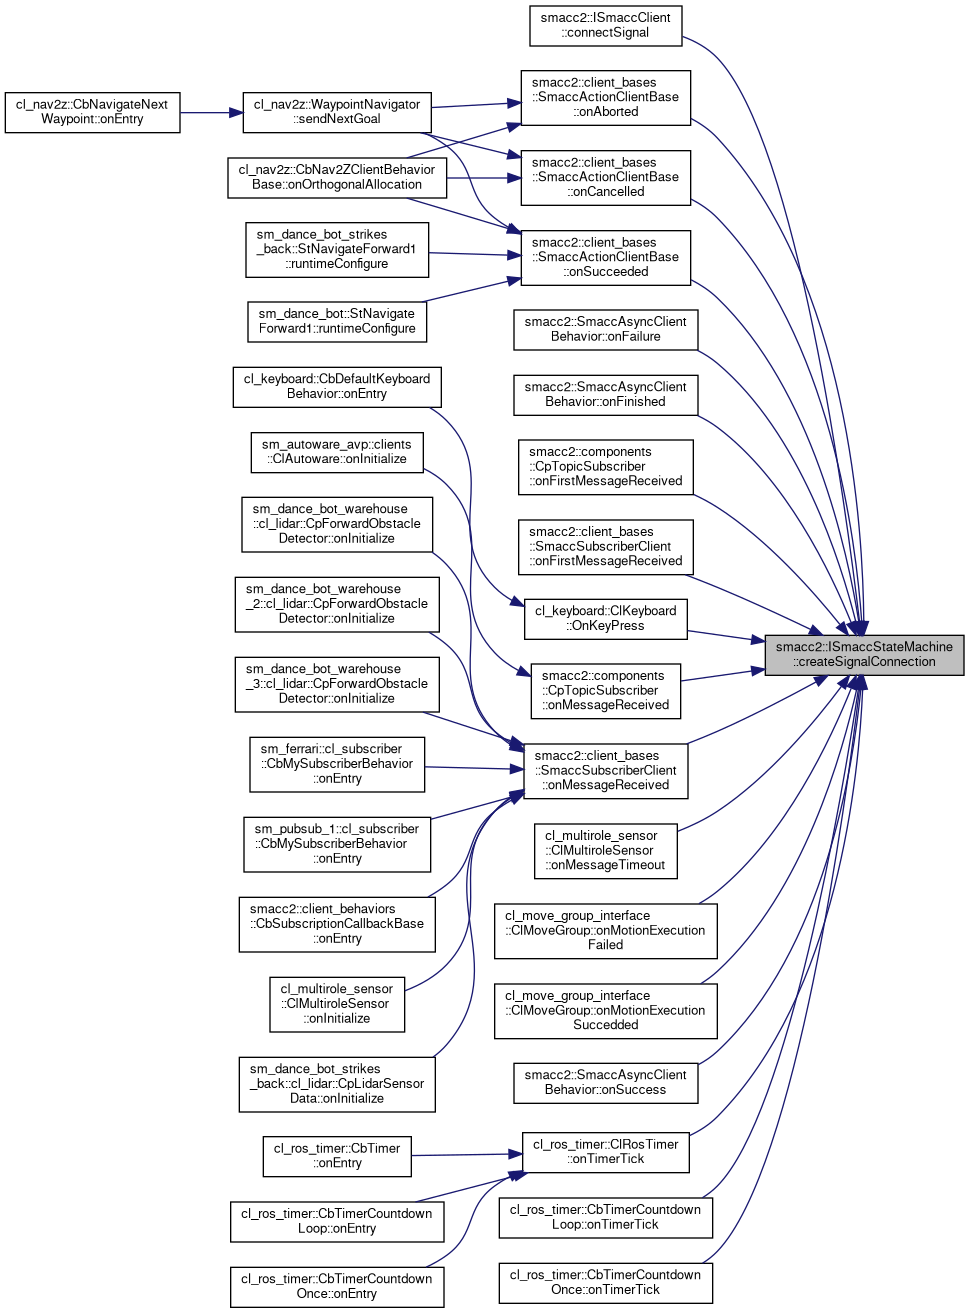 smacc2::ISmaccClient
::connectSignal
smacc2::client_bases
::SmaccActionClientBase
::onAborted
cl_nav2z::CbNavigateNext
Waypoint::onEntry
cl_nav2z::WaypointNavigator
::sendNextGoal
smacc2::client_bases
::SmaccActionClientBase
::onCancelled
cl_nav2z::CbNav2ZClientBehavior
Base::onOrthogonalAllocation
smacc2::client_bases
::SmaccActionClientBase
::onSucceeded
sm_dance_bot_strikes
_back::StNavigateForward1
::runtimeConfigure
sm_dance_bot::StNavigate
Forward1::runtimeConfigure
smacc2::SmaccAsyncClient
Behavior::onFailure
cl_keyboard::CbDefaultKeyboard
Behavior::onEntry
smacc2::SmaccAsyncClient
Behavior::onFinished
sm_autoware_avp::clients
::ClAutoware::onInitialize
smacc2::components
::CpTopicSubscriber
::onFirstMessageReceived
sm_dance_bot_warehouse
::cl_lidar::CpForwardObstacle
Detector::onInitialize
smacc2::client_bases
::SmaccSubscriberClient
::onFirstMessageReceived
sm_dance_bot_warehouse
_2::cl_lidar::CpForwardObstacle
Detector::onInitialize
cl_keyboard::ClKeyboard
::OnKeyPress
smacc2::ISmaccStateMachine
::createSignalConnection
sm_dance_bot_warehouse
_3::cl_lidar::CpForwardObstacle
Detector::onInitialize
smacc2::components
::CpTopicSubscriber
::onMessageReceived
sm_ferrari::cl_subscriber
::CbMySubscriberBehavior
::onEntry
smacc2::client_bases
::SmaccSubscriberClient
::onMessageReceived
sm_pubsub_1::cl_subscriber
::CbMySubscriberBehavior
::onEntry
cl_multirole_sensor
::ClMultiroleSensor
::onMessageTimeout
smacc2::client_behaviors
::CbSubscriptionCallbackBase
::onEntry
cl_move_group_interface
::ClMoveGroup::onMotionExecution
Failed
cl_multirole_sensor
::ClMultiroleSensor
::onInitialize
cl_move_group_interface
::ClMoveGroup::onMotionExecution
Succedded
sm_dance_bot_strikes
_back::cl_lidar::CpLidarSensor
Data::onInitialize
smacc2::SmaccAsyncClient
Behavior::onSuccess
cl_ros_timer::CbTimer
::onEntry
cl_ros_timer::ClRosTimer
::onTimerTick
cl_ros_timer::CbTimerCountdown
Loop::onEntry
cl_ros_timer::CbTimerCountdown
Loop::onTimerTick
cl_ros_timer::CbTimerCountdown
Once::onEntry
cl_ros_timer::CbTimerCountdown
Once::onTimerTick